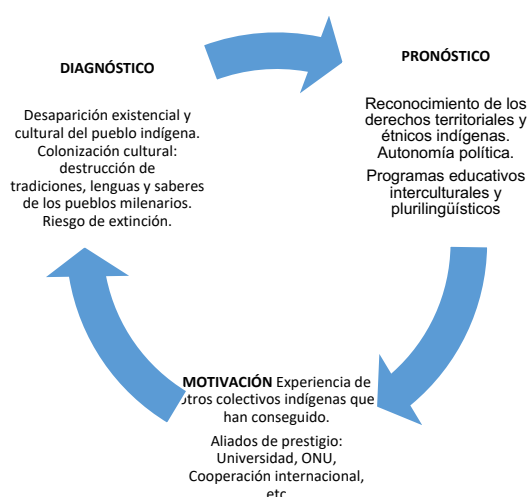 DIAGNÓSTICO
Desaparición existencial y
cultural del pueblo indígena.
Colonización cultural:
destrucción de
tradiciones, lenguas y saberes
de los pueblos milenarios.
Riesgo de extinción.
PRONÓSTICO
Reconocimiento de los
derechos territoriales y
étnicos indígenas.
Autonomía política.
Programas educativos
interculturales y
plurilingüísticos
MOTIVACIÓN Experiencia de
otros colectivos indígenas que
han conseguido.
Aliados de prestigio:
Universidad, ONU,
Cooperación internacional,
etc